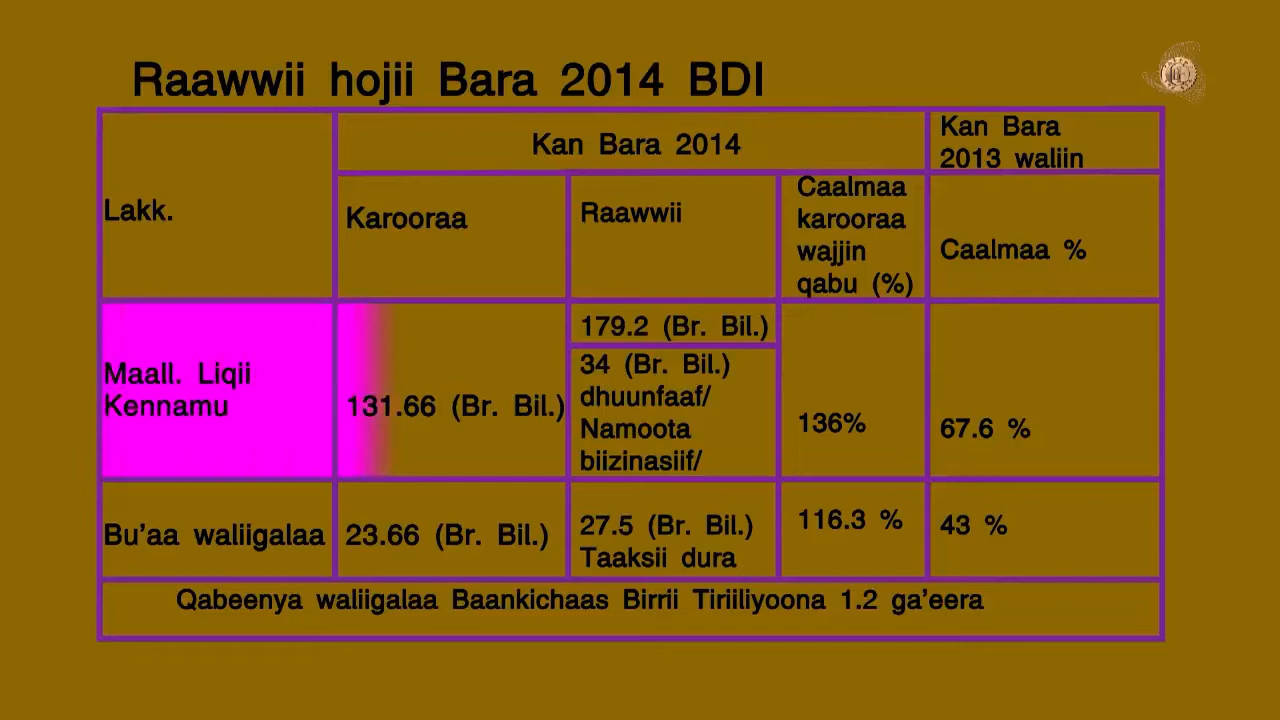 Raawwii hojii Bara 2014 BDI
Lakk.
Kan Bara 2014
Kan Bara
2013 waliin
Karooraa
Raawwii
Caalmaa
karooraa
wajjin
qabu (%)
Caalmaa %
Maall. Liqii
Kennamu
131.66 (Br. Bil.)
179.2 (Br. Bil.)
34 (Br. Bil.)
dhuunfaaf/
Namoota
biizinasiif/
136%
67.6 %
Bu’aa waliigalaa
23.66 (Br. Bil.)
27.5 (Br. Bil.)
Taaksii dura
116.3 %
43 %
Qabeenya waliigalaa Baankichaas Birrii Tiriiliyoona 1.2 ga’eera